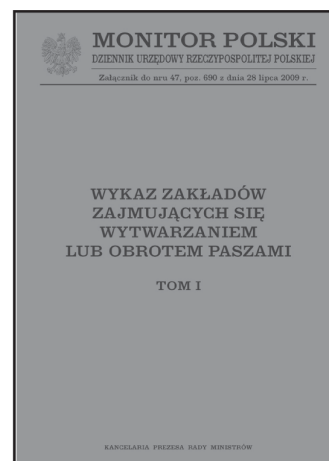 MONITOR POLSKI
DZIENNIK URZĘDOWY RZECZYPOSPOLITEJ POLSKIEJ
Załącznik do nru 47, poz. 690 z dnia 28 lipca 2009 r.
WYKAZ ZAKŁADÓW
ZAJMUJĄCYCH SIĘ
WYTWARZANIEM
LUB OBROTEM PASZAMI
TOM I
KANCELARIA PREZESA RADY MINISTRÓW